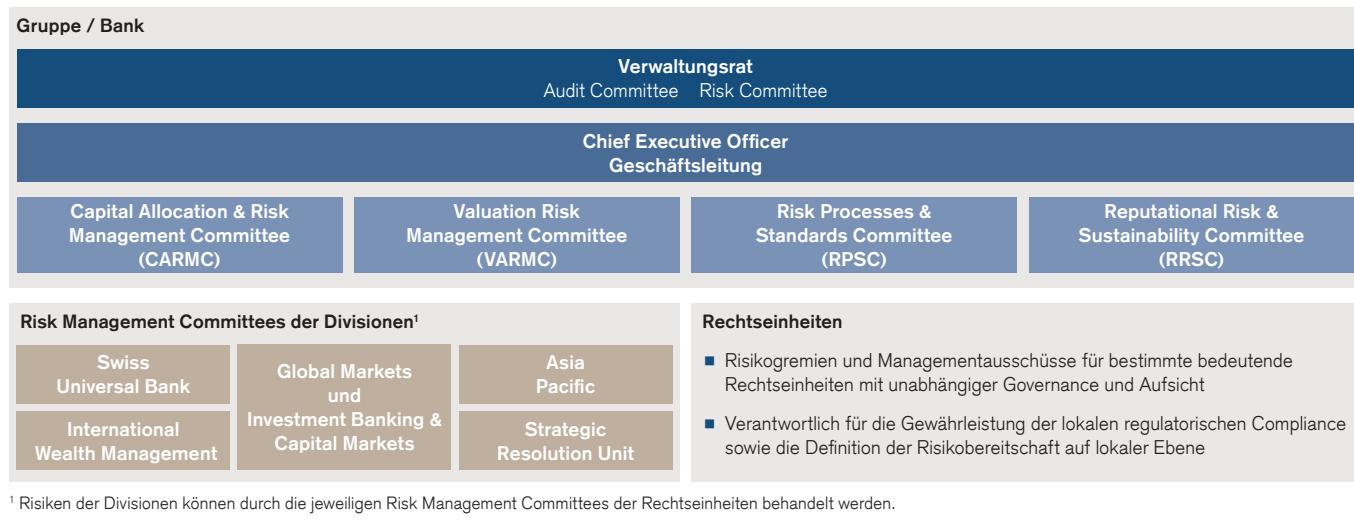 Gruppe / Bank
Verwaltungsrat
Audit Committee Risk Committee
Chief Executive Officer
Geschäftsleitung
Capital Allocation & Risk
Management Committee
(CARMC)
Valuation Risk
Management Committee
(VARMC)
Risk Processes &
Standards Committee
(RPSC)
Reputational Risk &
Sustainability Committee
(RRSC)
Risk Management Committees der Divisionen¹
Swiss
Universal Bank
International
Wealth Management
Global Markets
und
Investment Banking &
Capital Markets
Asia
Pacific
Strategic
Resolution Unit
Rechtseinheiten
■ Risikogremien und Managementausschüsse für bestimmte bedeutende
Rechtseinheiten mit unabhängiger Governance und Aufsicht
■ Verantwortlich für die Gewährleistung der lokalen regulatorischen Compliance
sowie die Definition der Risikobereitschaft auf lokaler Ebene
¹ Risiken der Divisionen können durch die jeweiligen Risk Management Committees der Rechtseinheiten behandelt werden.